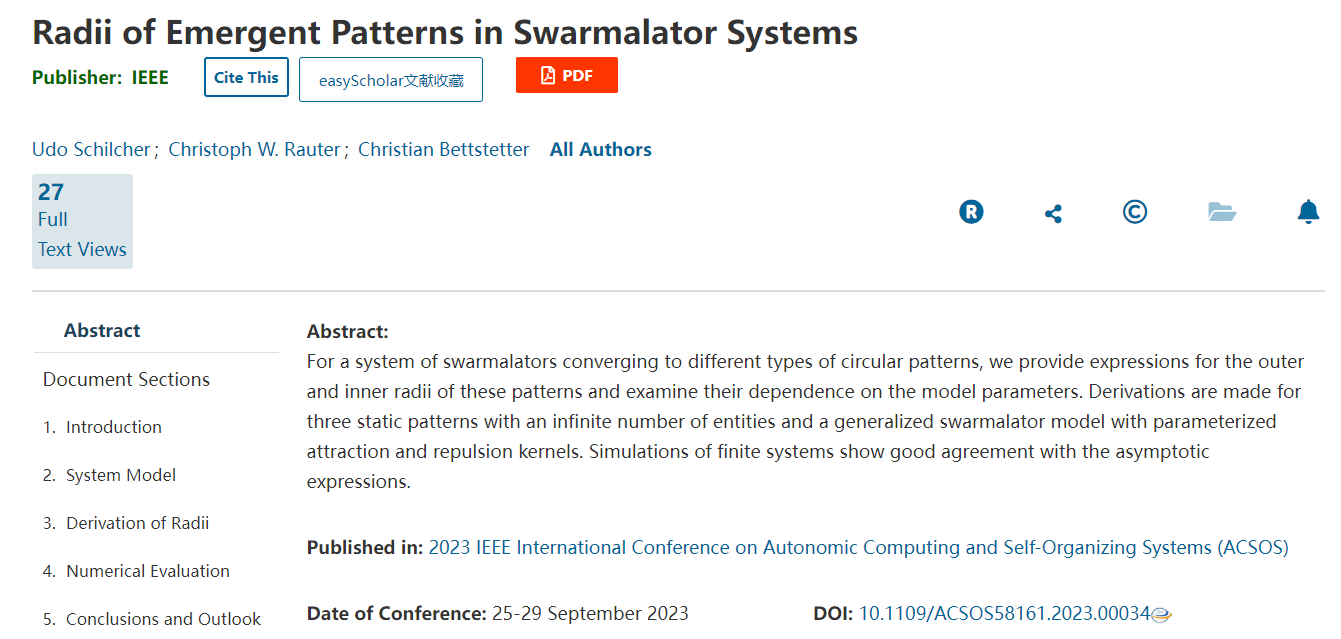 Radii of Emergent Patterns in Swarmalator Systems
Publisher: IEEE
Cite This
easyScholar文献收藏
PDF
Udo Schilcher; Christoph W. Rauter; Christian Bettstetter All Authors
27
Full
Text Views
R
©
Abstract
Document Sections
1. Introduction
2. System Model
3. Derivation of Radii
4. Numerical Evaluation
5. Conclusions and Outlook
Abstract:
For a system of swarmalators converging to different types of circular patterns, we provide expressions for the outer
and inner radii of these patterns and examine their dependence on the model parameters. Derivations are made for
three static patterns with an infinite number of entities and a generalized swarmalator model with parameterized
attraction and repulsion kernels. Simulations of finite systems show good agreement with the asymptotic
expressions.
Published in: 2023 IEEE International Conference on Autonomic Computing and Self-Organizing Systems (ACSOS)
Date of Conference: 25-29 September 2023
DOI: 10.1109/ACSOS58161.2023.00034